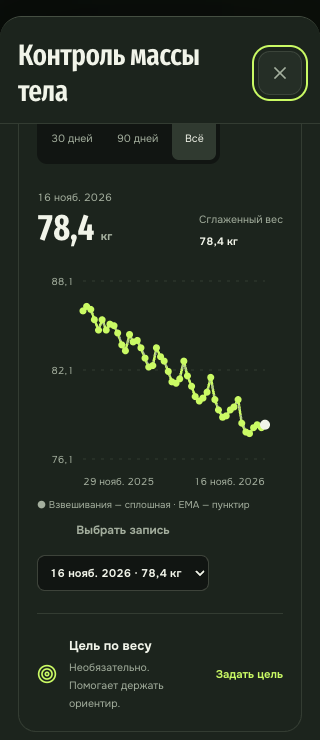 Контроль массы
тела
30 дней 90 дней Всё
16 нояб. 2026
78,4 кг
Сглаженный вес
78,4 кг
88,1
82,1
76,1
29 нояб. 2025 16 нояб. 2026
Взвешивания — сплошная · EMA — пунктир
Выбрать запись
16 нояб. 2026 · 78,4 кг
Цель по весу
Необязательно.
Помогает держать
ориентир.
Задать цель